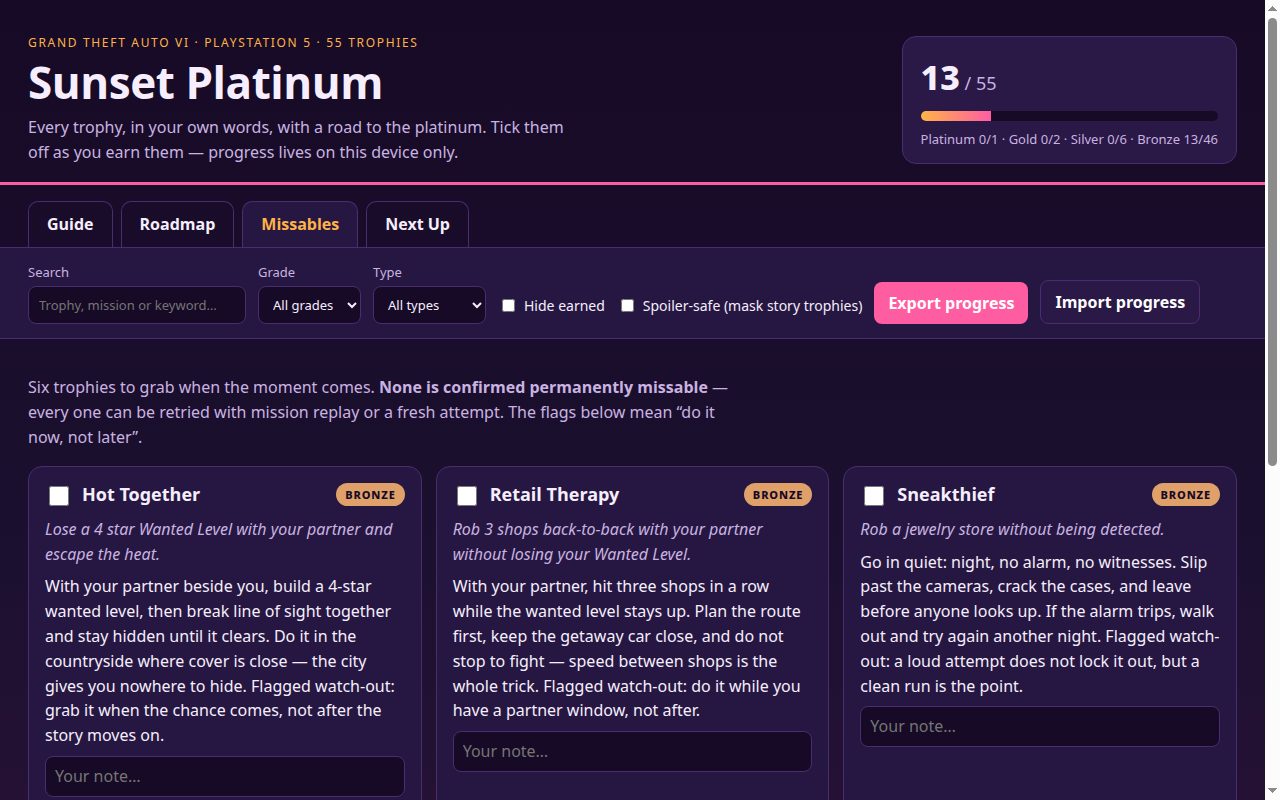 GRAND THEFT AUTO VI · PLAYSTATION 5 · 55 TROPHIES
Sunset Platinum
Every trophy, in your own words, with a road to the platinum. Tick them
off as you earn them — progress lives on this device only.
13 / 55
Platinum 0/1 · Gold 0/2 · Silver 0/6 · Bronze 13/46
Guide
Roadmap
Missables
Next Up
Search
Grade
Type
Trophy, mission or keyword...
All grades
All types
Hide earned
Spoiler-safe (mask story trophies)
Export progress
Import progress
Six trophies to grab when the moment comes. None is confirmed permanently missable —
every one can be retried with mission replay or a fresh attempt. The flags below mean “do it
now, not later”.
Hot Together
BRONZE
Lose a 4 star Wanted Level with your partner and
escape the heat.
With your partner beside you, build a 4-star
wanted level, then break line of sight together
and stay hidden until it clears. Do it in the
countryside where cover is close — the city
gives you nowhere to hide. Flagged watch-out:
grab it when the chance comes, not after the
story moves on.
Your note...
Retail Therapy
BRONZE
Rob 3 shops back-to-back with your partner
without losing your Wanted Level.
With your partner, hit three shops in a row
while the wanted level stays up. Plan the route
first, keep the getaway car close, and do not
stop to fight — speed between shops is the
whole trick. Flagged watch-out: do it while you
have a partner window, not after.
Your note...
Sneakthief
BRONZE
Rob a jewelry store without being detected.
Go in quiet: night, no alarm, no witnesses. Slip
past the cameras, crack the cases, and leave
before anyone looks up. If the alarm trips, walk
out and try again another night. Flagged watch-
out: a loud attempt does not lock it out, but a
clean run is the point.
Your note...